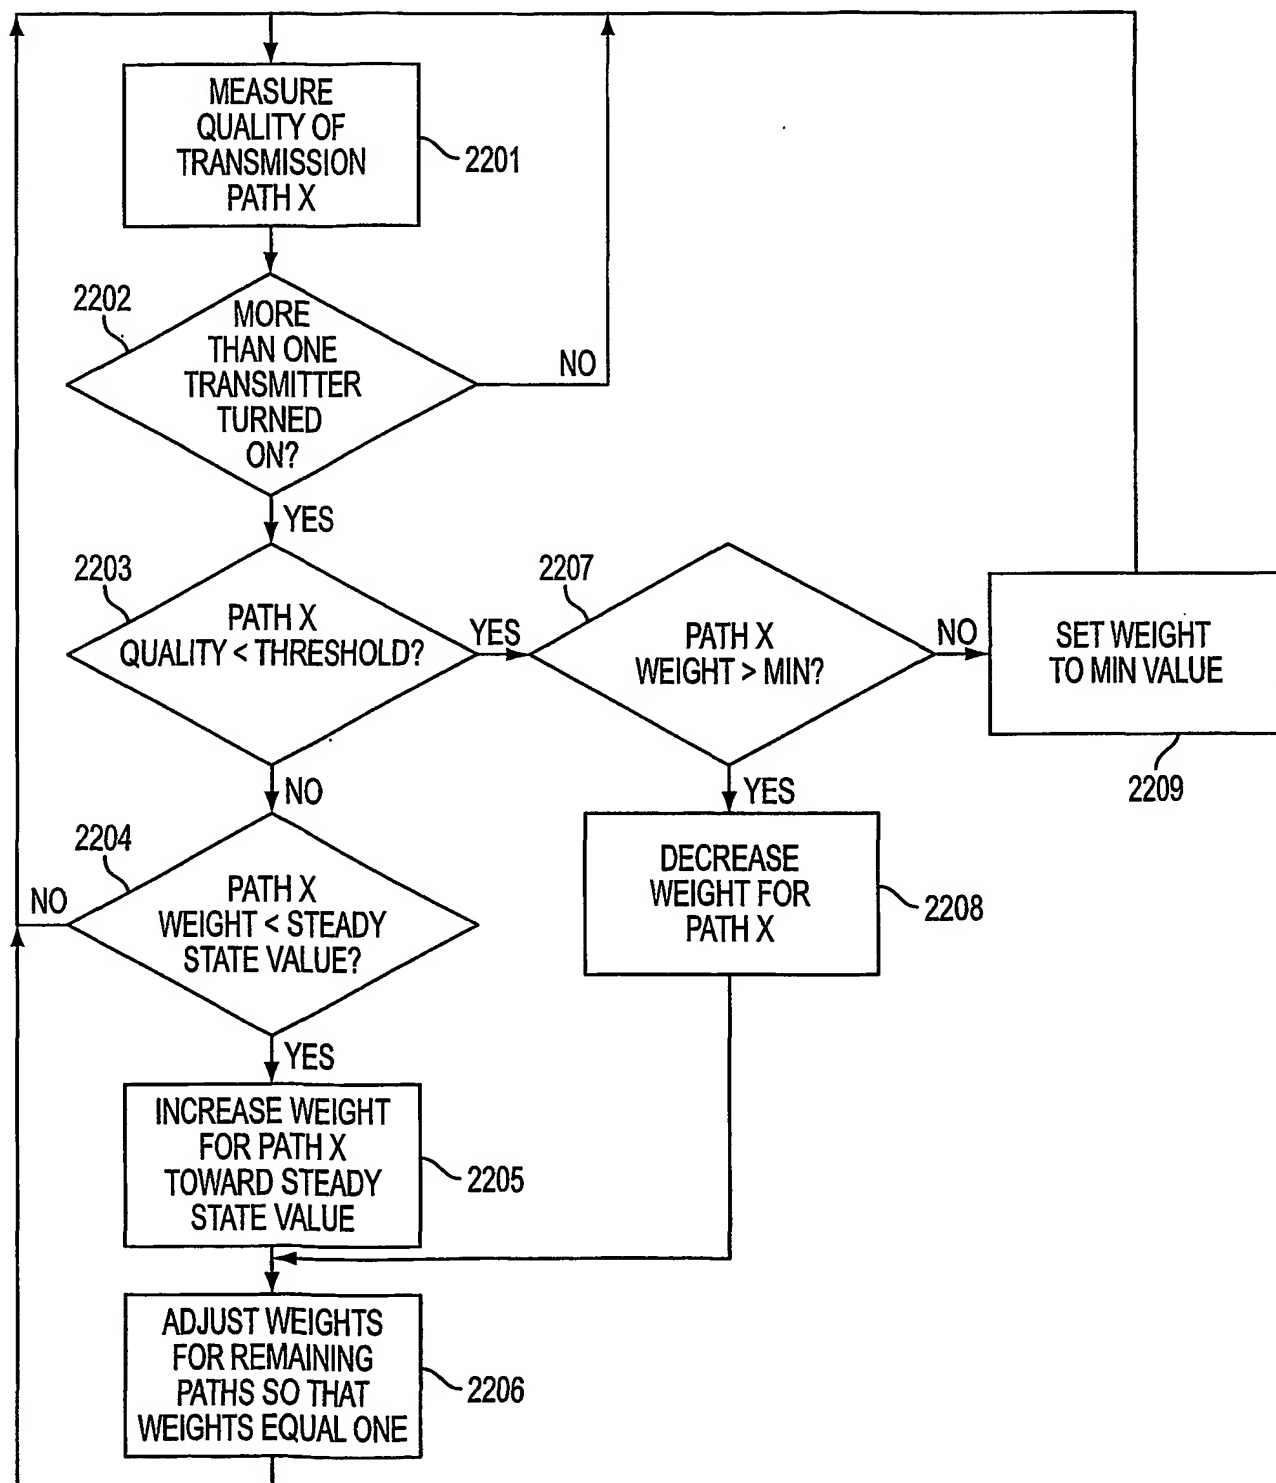 MEASURE
QUALITY OF
TRANSMISSION
PATH X
2201
2202
MORE
THAN ONE
TRANSMITTER
TURNED
ON?
NO
YES
2203
PATH X
QUALITY < THRESHOLD?
YES
2207
PATH X
WEIGHT > MIN?
NO
SET WEIGHT
TO MIN VALUE
2209
NO
YES
2204
NO
PATH X
WEIGHT < STEADY
STATE VALUE?
DECREASE
WEIGHT FOR
PATH X
2208
YES
INCREASE WEIGHT
FOR PATH X
TOWARD STEADY
STATE VALUE
2205
ADJUST WEIGHTS
FOR REMAINING
PATHS SO THAT
WEIGHTS EQUAL ONE
2206